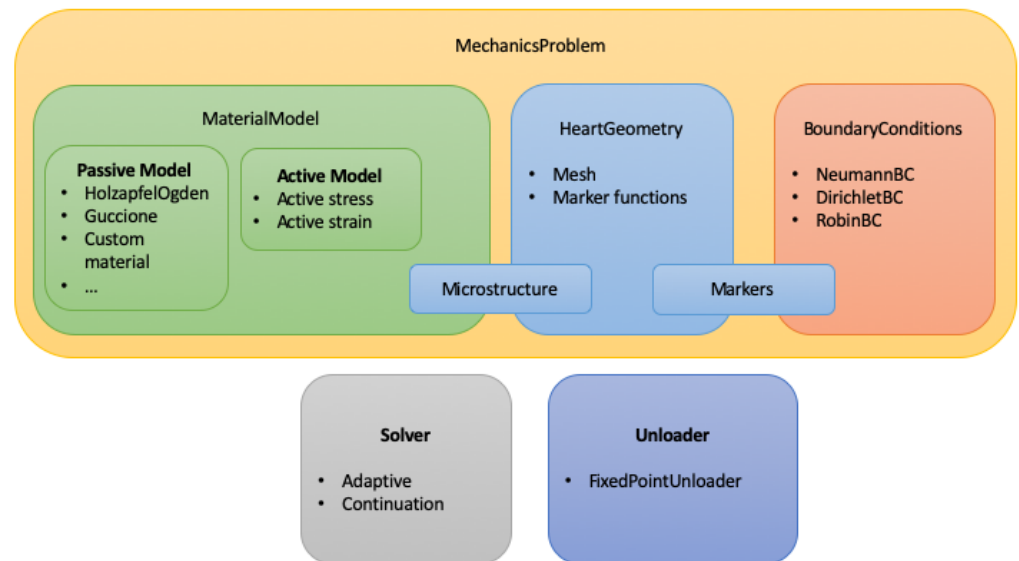 MechanicsProblem
MaterialModel
Passive Model
• HolzapfelOgden
• Guccione
• Custom
material
• ...
Active Model
• Active stress
• Active strain
HeartGeometry
• Mesh
• Marker functions
BoundaryConditions
• NeumannBC
• DirichletBC
• RobinBC
Microstructure
Markers
Solver
• Adaptive
• Continuation
Unloader
• FixedPointUnloader